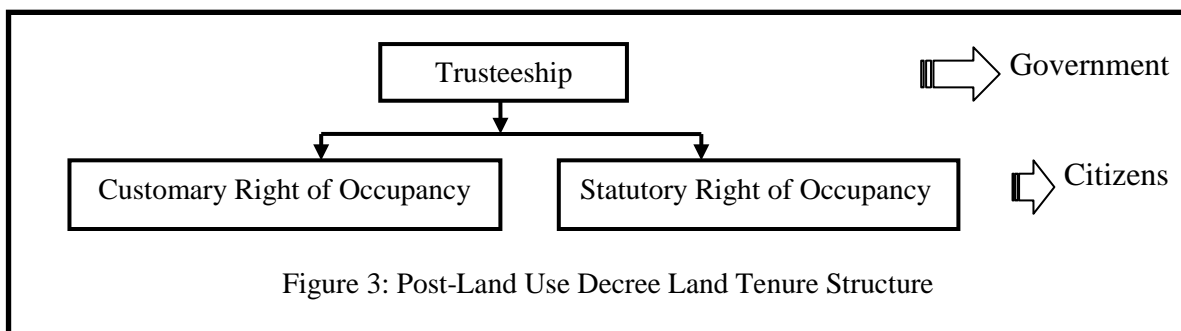 Trusteeship
Government
Customary Right of Occupancy
Statutory Right of Occupancy
Citizens
Figure 3: Post-Land Use Decree Land Tenure Structure